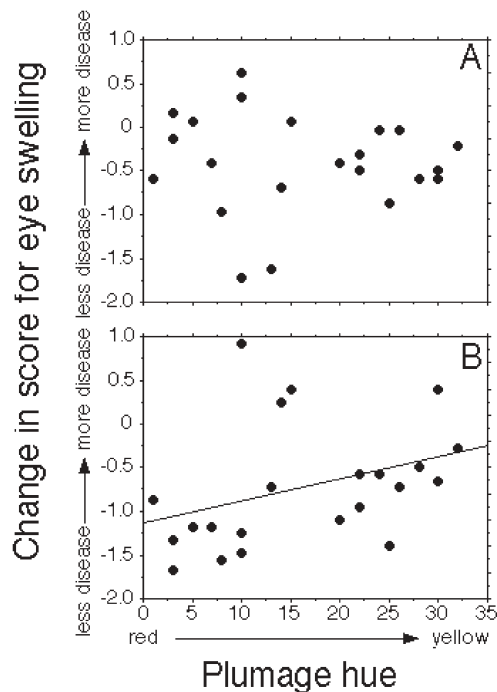 Change in score for eye swelling
less disease
more disease
A
1.0
0.5
0
-0.5
-1.0
-1.5
-2.0
less disease
more disease
B
1.0
0.5
0.
-0.5
-1.0
-1.5
-2.0
0 5 10 15 20 25 30 35
red yellow
Plumage hue